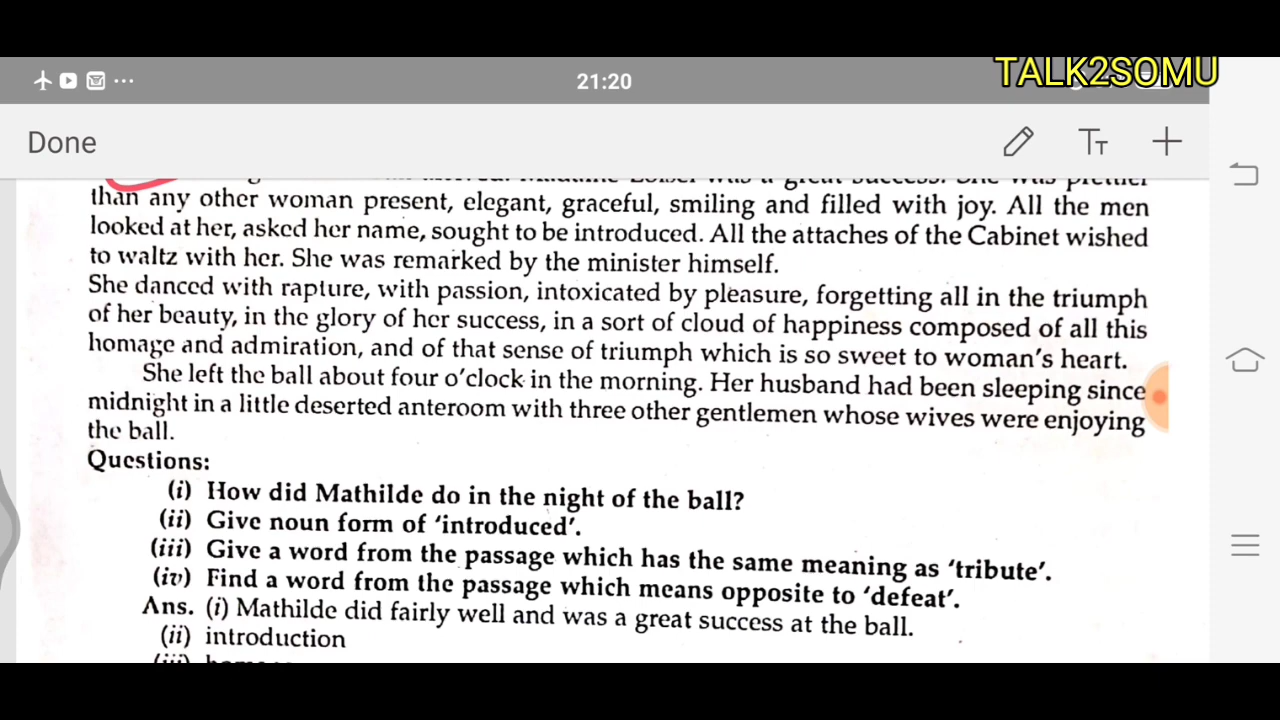 21:20
TALK2SOMU
Done
Tт
was a great success. She was prettier
than any other woman present, elegant, graceful, smiling and filled with joy. All the men
looked at her, asked her name, sought to be introduced. All the attaches of the Cabinet wished
to waltz with her. She was remarked by the minister himself.
She danced with rapture, with passion, intoxicated by pleasure, forgetting all in the triumph
of her beauty, in the glory of her success, in a sort of cloud of happiness composed of all this
homage and admiration, and of that sense of triumph which is so sweet to woman's heart.
She left the ball about four o'clock in the morning. Her husband had been sleeping since
midnight in a little deserted anteroom with three other gentlemen whose wives were enjoying
the ball.
Questions:
(i) How did Mathilde do in the night of the ball?
(ii) Give noun form of 'introduced'.
(iii) Give a word from the passage which has the same meaning as 'tribute'.
(iv) Find a word from the passage which means opposite to 'defeat'.
Ans. (i) Mathilde did fairly well and was a great success at the ball.
(ii) introduction
(iii)